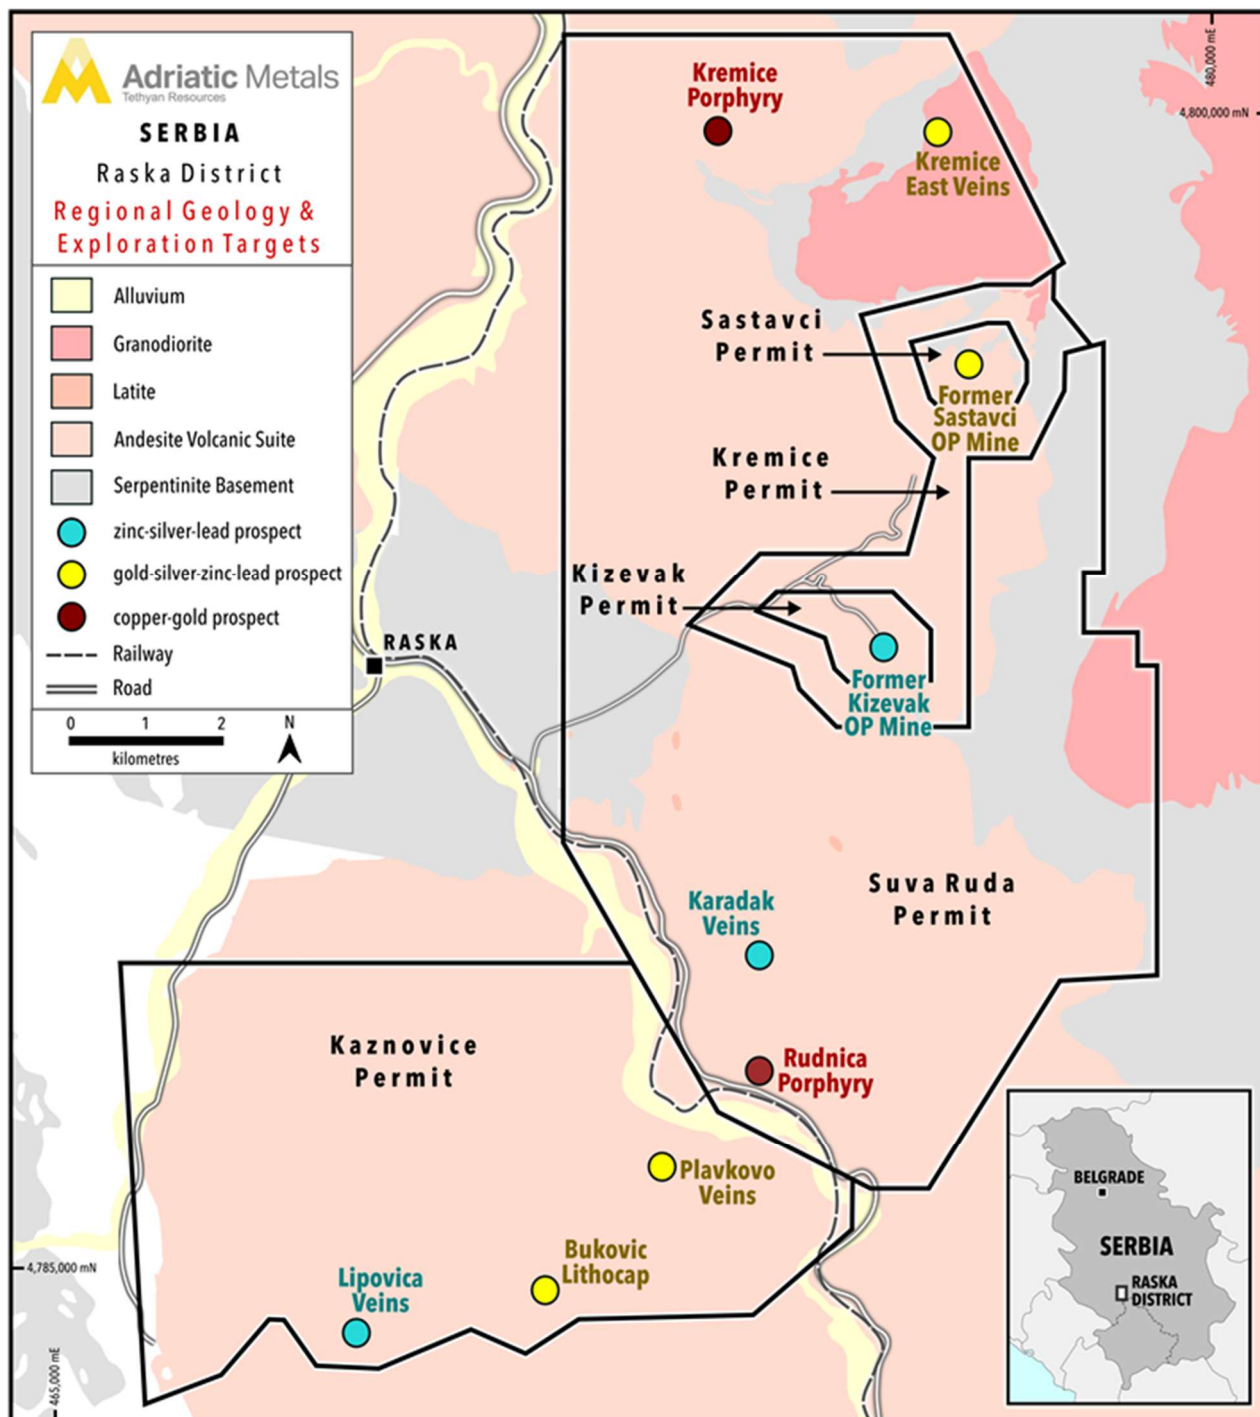 Adriatic Metals
Tethyan Resources
SERBIA
Raska District
Regional Geology &
Exploration Targets
Alluvium
Granodiorite
Latite
Andesite Volcanic Suite
Serpentinite Basement
zinc-silver-lead prospect
gold-silver-zinc-lead prospect
copper-gold prospect
Railway
Road
0 1 2
kilometres
N
480,000 mE
4,800,000 mN
Kremice
Porphyry
Kremice
East Veins
Sastavci
Permit
Former
Sastavci
OP Mine
Kremice
Permit
Kizevak
Permit
RASKA
Former
Kizevak
OP Mine
Suva Ruda
Permit
Karadak
Veins
Kaznovice
Permit
Rudnica
Porphyry
Plavkovo
Veins
Bukovic
Lithocap
Lipovica
Veins
4,785,000 mN
465,000 mE
BELGRADE
SERBIA
RASKA
DISTRICT